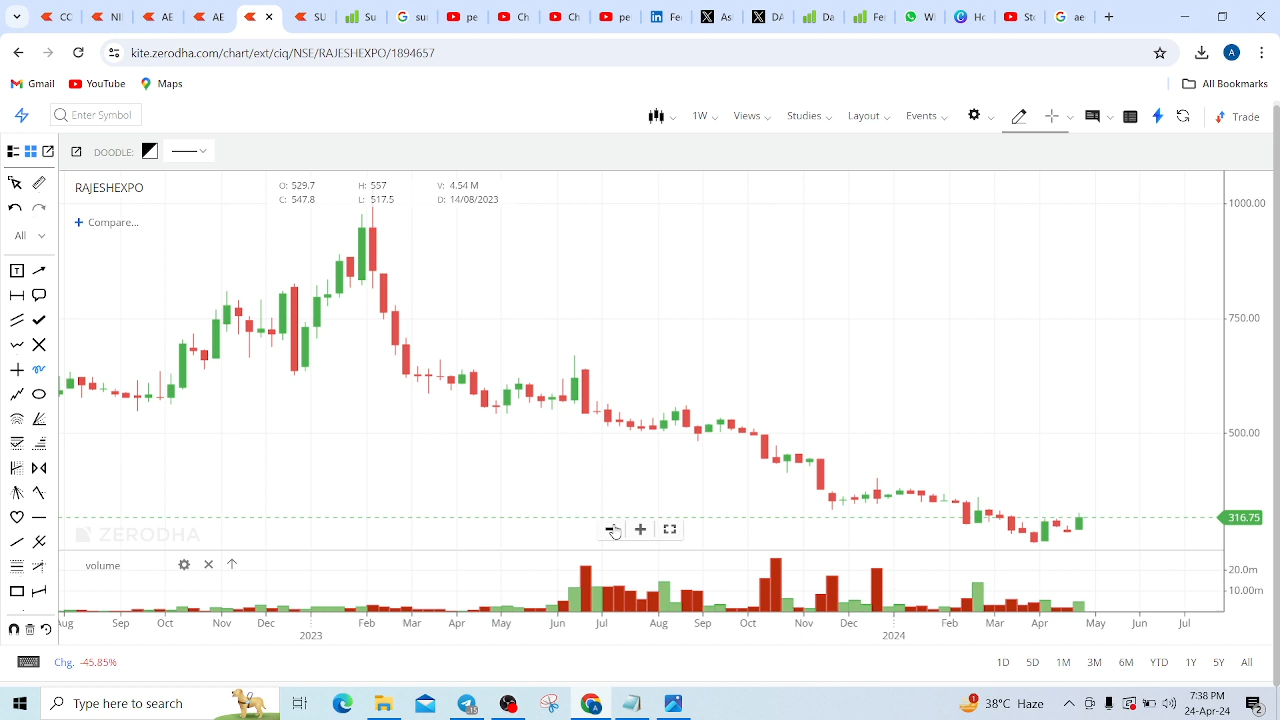 NI
AE
AE
SU
Su
su
pe
Ch
Ch
pe
Fe
As
DA
Da
Fe
WI
Ho
Sto
ae
kite.zerodha.com/chart/ext/ciq/NSE/RAJESHEXPO/1894657
A
Gmail YouTube Maps All Bookmarks
Enter Symbol 1W Views Studies Layout Events Trade
DOODLE:
RAJESHEXPO
O: 529.7 H: 557 V: 4.54 M
C: 547.8 L: 517.5 D: 14/08/2023
+ Compare...
All
T
1000.00
750.00
500.00
316.75
ZERODHA
volume
20.0m
10.00m
Aug Sep Oct Nov Dec Feb Mar Apr May Jun Jul Aug Sep Oct Nov Dec Feb Mar Apr May Jun Jul
2023 2024
Chg. -45.85% 1D 5D 1M 3M 6M YTD 1Y 5Y All
Type here to search 15 A 1 38°C Haze 7:38 PM
24-Apr-24 2